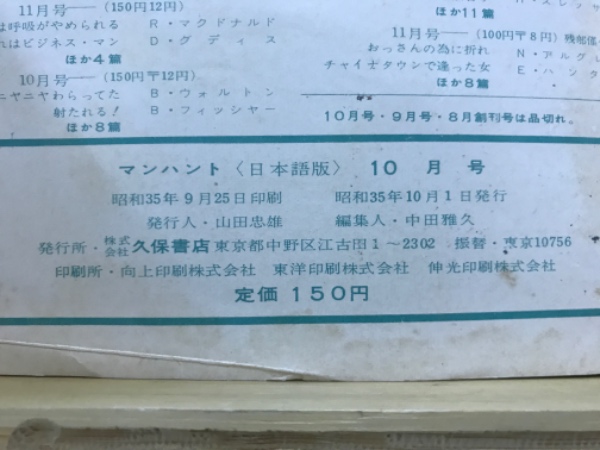 11月号――(150円〒12円)
は呼吸がやめられる　R・マクドナルド
れはビジネス・マン　D・グディス
ほか4篇
10月号――(150円〒12円)
ニヤニヤわらってた　B・ウォルトン
射たれる！　B・フィッシャー
ほか8篇
ほか11篇
11月号――(100円〒8円)
おっさんの為に折れ
チャイナタウンで逢った女　E・ハンタ
ほか8篇
10月号・9月号・8月創刊号は品切れ。
マンハント〈日本語版〉 10月号
昭和35年9月25日印刷　昭和35年10月1日発行
発行人・山田忠雄　編集人・中田雅久
発行所・株式会社久保書店 東京都中野区江古田1～2302 振替・東京10756
印刷所・向上印刷株式会社　東洋印刷株式会社　伸光印刷株式会社
定価 150円